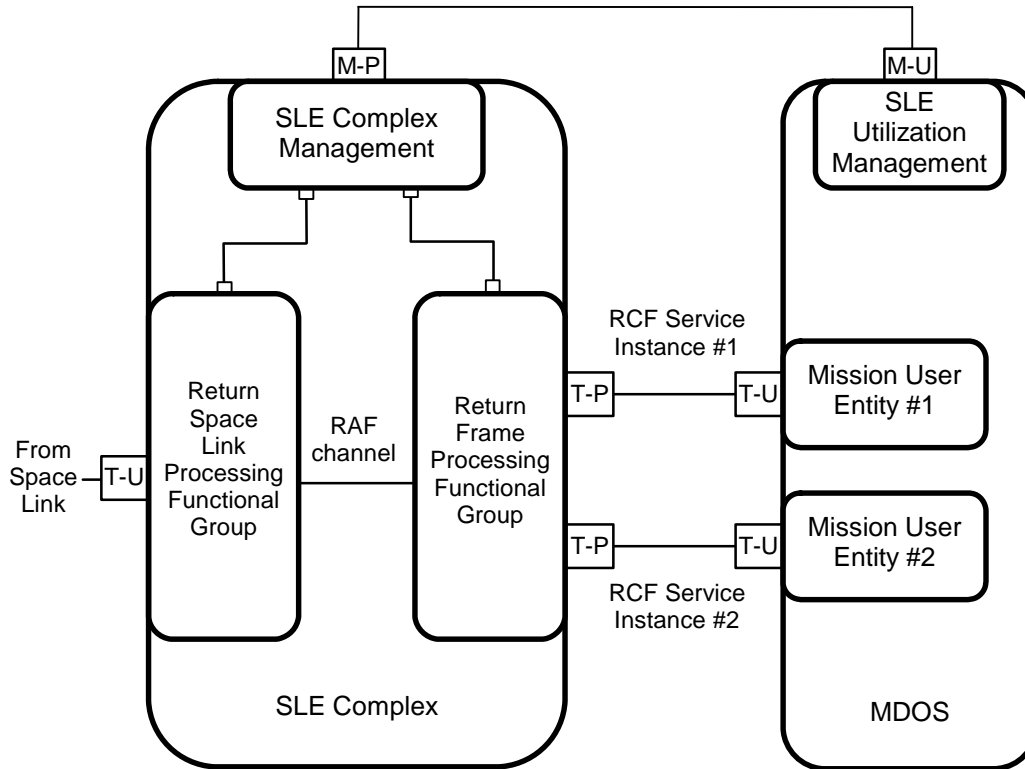 M-P
M-U
SLE Complex
Management
SLE
Utilization
Management
RCF Service
Instance #1
Return
Space
Link
Processing
Functional
Group
RAF
channel
Return
Frame
Processing
Functional
Group
T-P
T-U
Mission User
Entity #1
From
Space
Link
T-U
T-P
T-U
Mission User
Entity #2
RCF Service
Instance #2
SLE Complex
MDOS